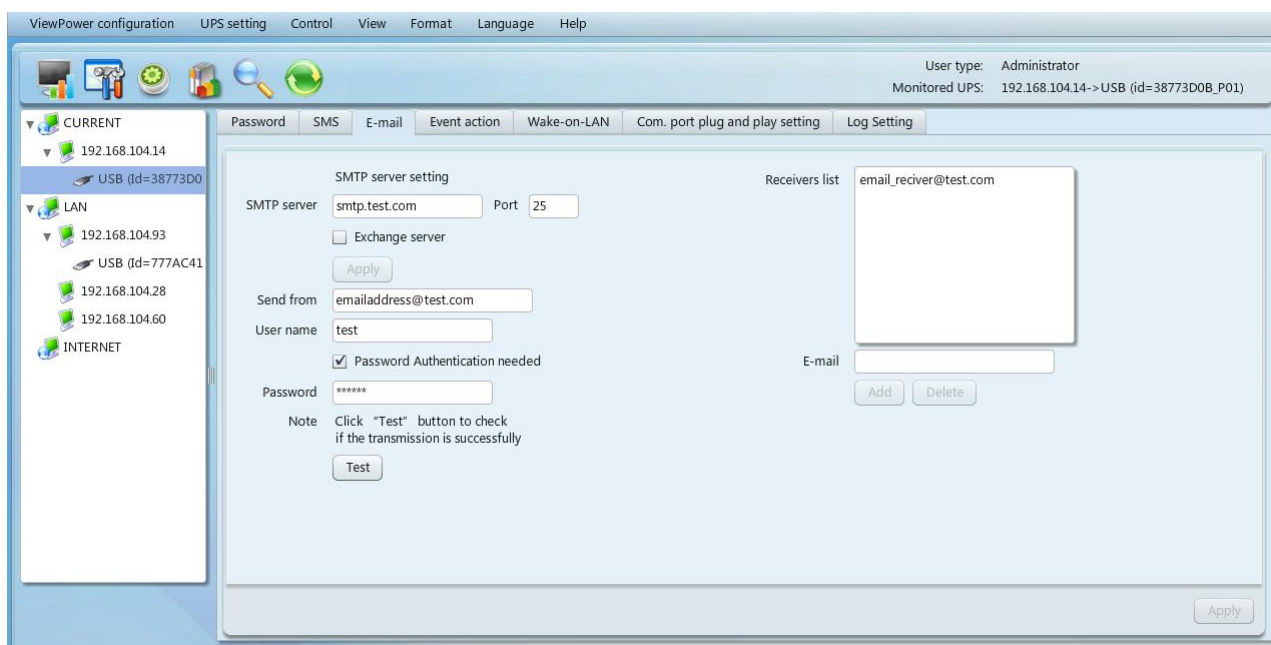 ViewPower configuration UPS setting Control View Format Language Help
User type: Administrator
Monitored UPS: 192.168.104.14->USB (id=38773D0B_P01)
CURRENT
192.168.104.14
USB (Id=38773D0
LAN
192.168.104.93
USB (Id=777AC41
192.168.104.28
192.168.104.60
INTERNET
Password SMS E-mail Event action Wake-on-LAN Com. port plug and play setting Log Setting
SMTP server setting
SMTP server smtp.test.com Port 25
Exchange server
Apply
Send from emailaddress@test.com
User name test
Password Authentication needed
Password ******
Note Click “Test” button to check
if the transmission is successfully
Test
Receivers list email_reciver@test.com
E-mail
Add Delete
Apply